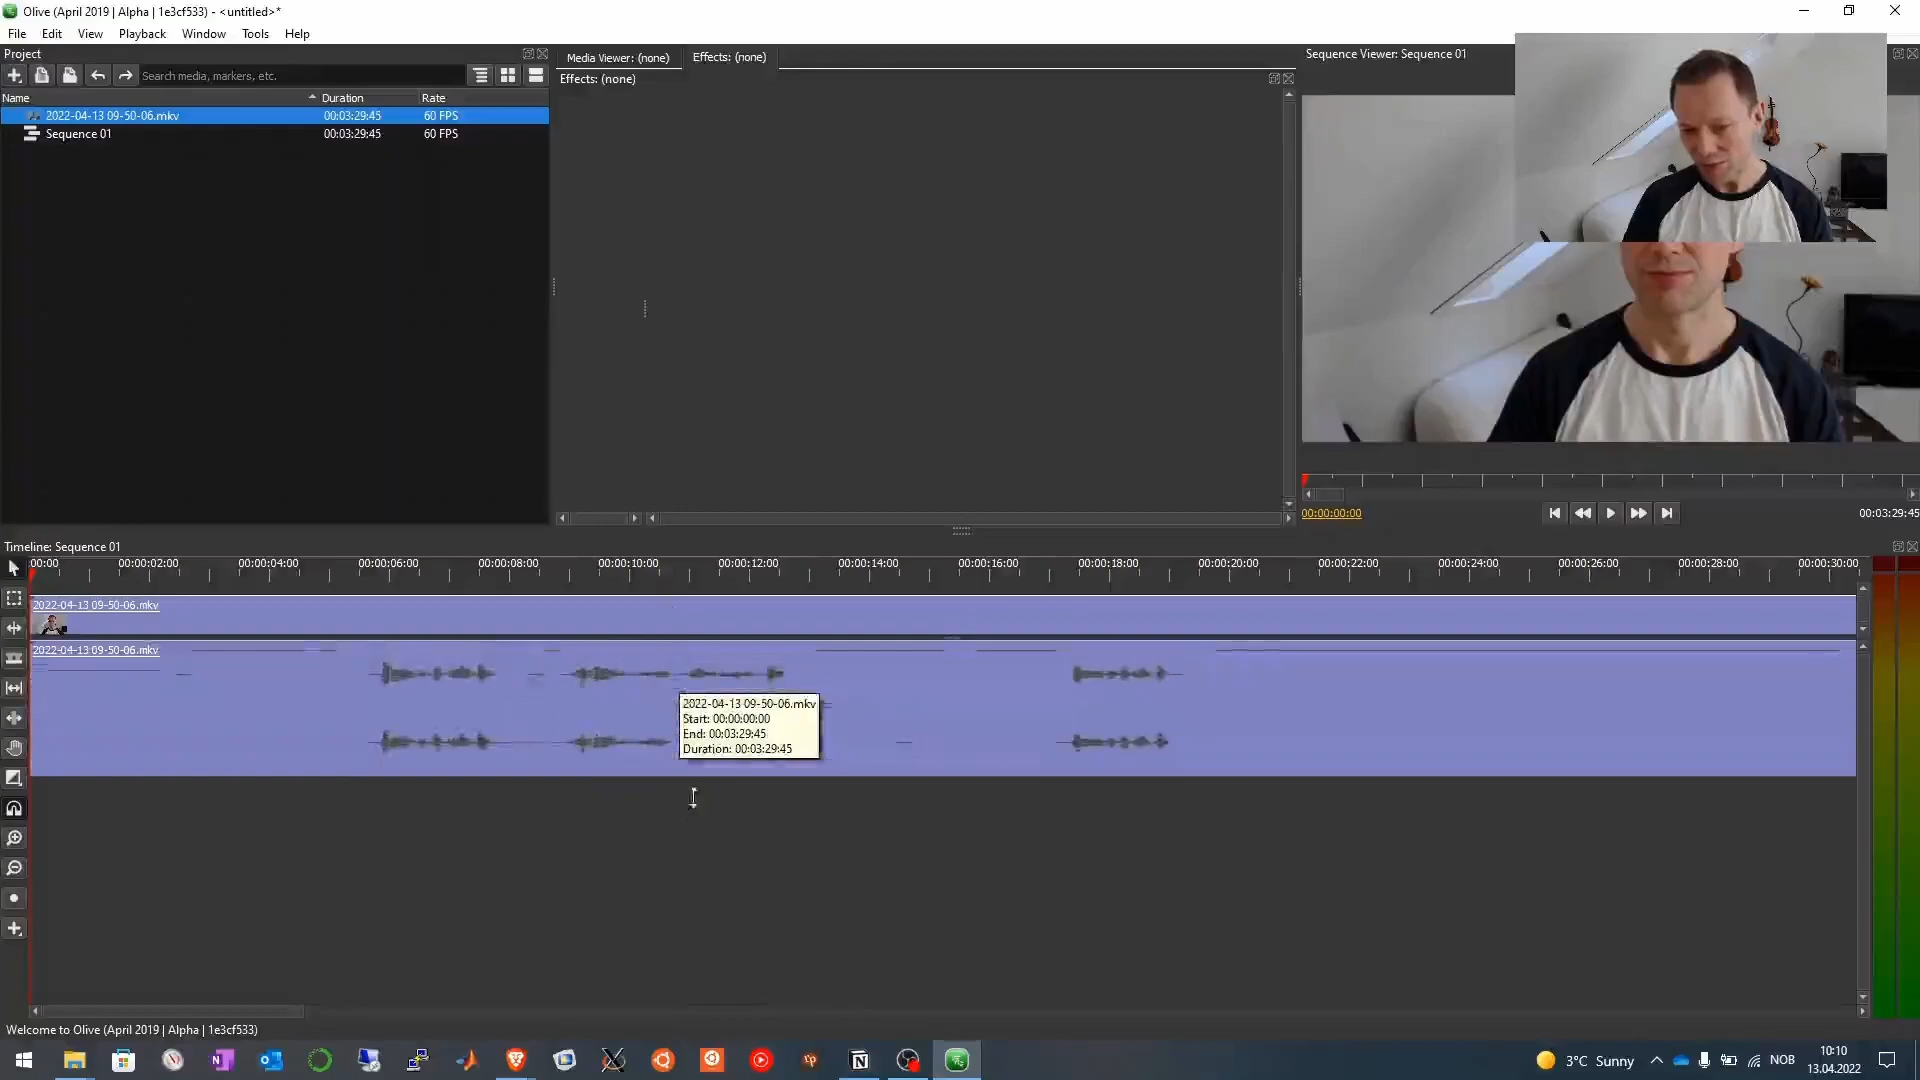 Olive (April 2019 | Alpha | 1e3cf533) - <untitled>*
File Edit View Playback Window Tools Help
Project
Media Viewer: (none) Effects: (none)
Sequence Viewer: Sequence 01
Search media, markers, etc.
Effects: (none)
Name Duration Rate
2022-04-13 09-50-06.mkv 00:03:29:45 60 FPS
Sequence 01 00:03:29:45 60 FPS
00:00:00:00 00:03:29:45
Timeline: Sequence 01
00:00 00:00:02:00 00:00:04:00 00:00:06:00 00:00:08:00 00:00:10:00 00:00:12:00 00:00:14:00 00:00:16:00 00:00:18:00 00:00:20:00 00:00:22:00 00:00:24:00 00:00:26:00 00:00:28:00 00:00:30:00
2022-04-13 09-50-06.mkv
2022-04-13 09-50-06.mkv
2022-04-13 09-50-06.mkv
Start: 00:00:00:00
End: 00:03:29:45
Duration: 00:03:29:45
Welcome to Olive (April 2019 | Alpha | 1e3cf533)
3°C Sunny NOB 10:10
13.04.2022